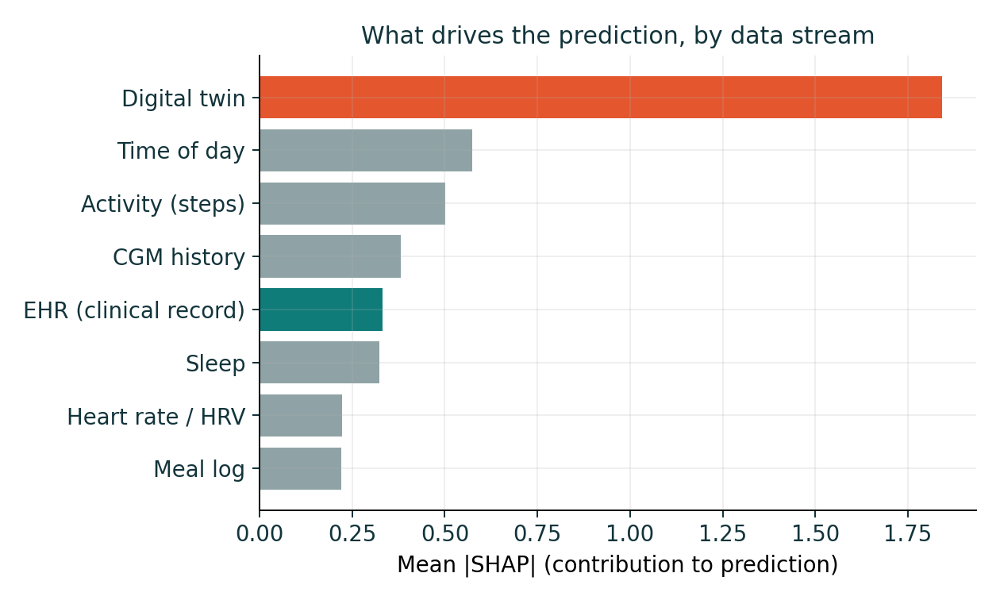 What drives the prediction, by data stream
Digital twin
Time of day
Activity (steps)
CGM history
EHR (clinical record)
Sleep
Heart rate / HRV
Meal log
0.00 0.25 0.50 0.75 1.00 1.25 1.50 1.75
Mean |SHAP| (contribution to prediction)